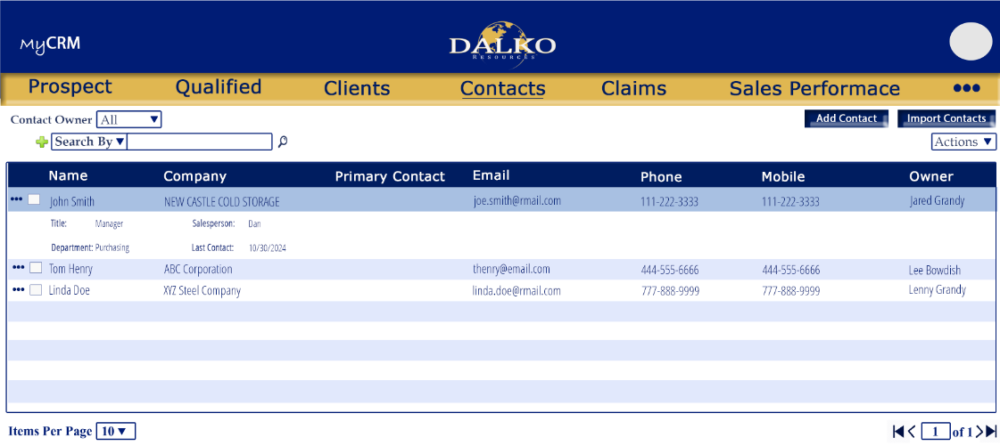 MyCRM
DALKO
RESOURCES
Prospect Qualified Clients Contacts Claims Sales Performace •••
Contact Owner All ▼ Add Contact Import Contacts
Search By ▼ Actions ▼
Name Company Primary Contact Email Phone Mobile Owner
••• John Smith NEW CASTLE COLD STORAGE joe.smith@rmail.com 111-222-3333 111-222-3333 Jared Grandy
Title: Manager Salesperson: Dan
Department: Purchasing Last Contact: 10/30/2024
••• Tom Henry ABC Corporation thenry@email.com 444-555-6666 444-555-6666 Lee Bowdish
••• Linda Doe XYZ Steel Company linda.doe@rmail.com 777-888-9999 777-888-9999 Lenny Grandy
Items Per Page 10 ▼ 1 of 1